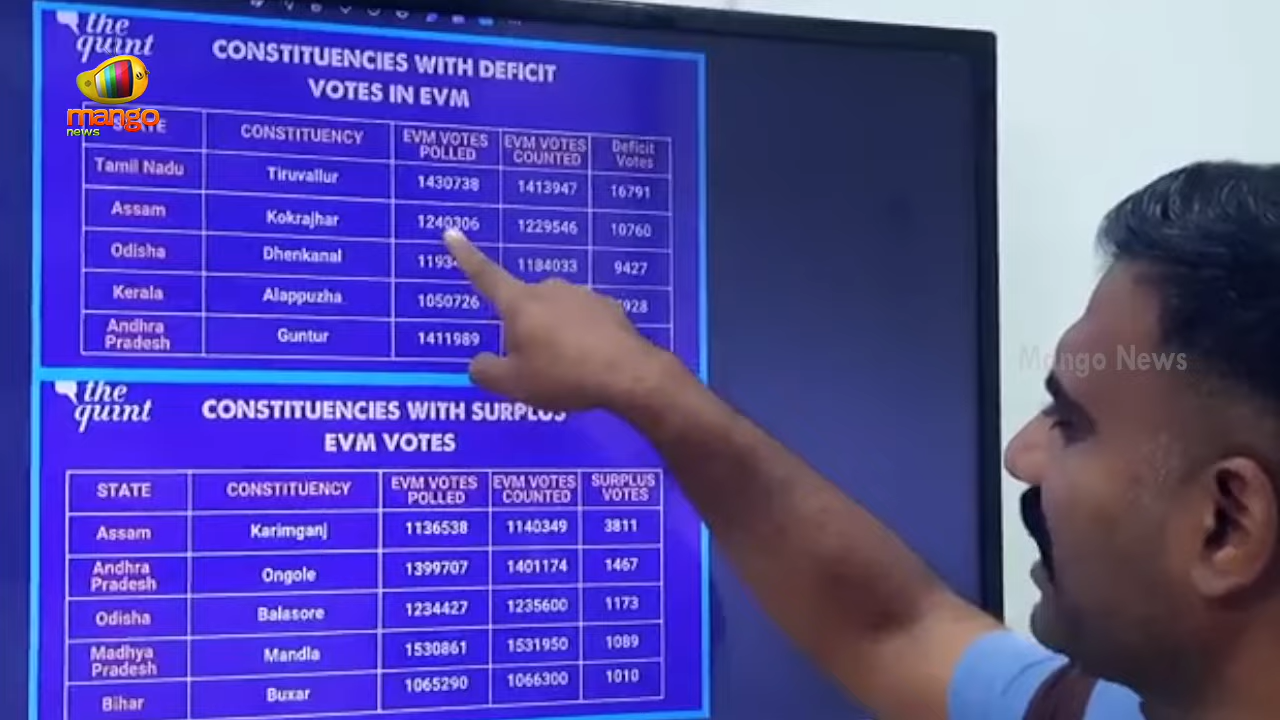 the
quint
mango
news
CONSTITUENCIES WITH DEFICIT
VOTES IN EVM
STATE CONSTITUENCY EVM VOTES POLLED EVM VOTES COUNTED Deficit Votes
Tamil Nadu Tiruvallur 1430738 1413947 16791
Assam Kokrajhar 1240306 1229546 10760
Odisha Dhenkanal 1184033 9427
Kerala Alappuzha 1050726
Andhra Pradesh Guntur 1411989
the
quint
CONSTITUENCIES WITH SURPLUS
EVM VOTES
STATE CONSTITUENCY EVM VOTES POLLED EVM VOTES COUNTED SURPLUS VOTES
Assam Karimganj 1136538 1140349 3811
Andhra Pradesh Ongole 1399707 1401174 1467
Odisha Balasore 1234427 1235600 1173
Madhya Pradesh Mandla 1530861 1531950 1089
Bihar Buxar 1065290 1066300 1010
Mango News